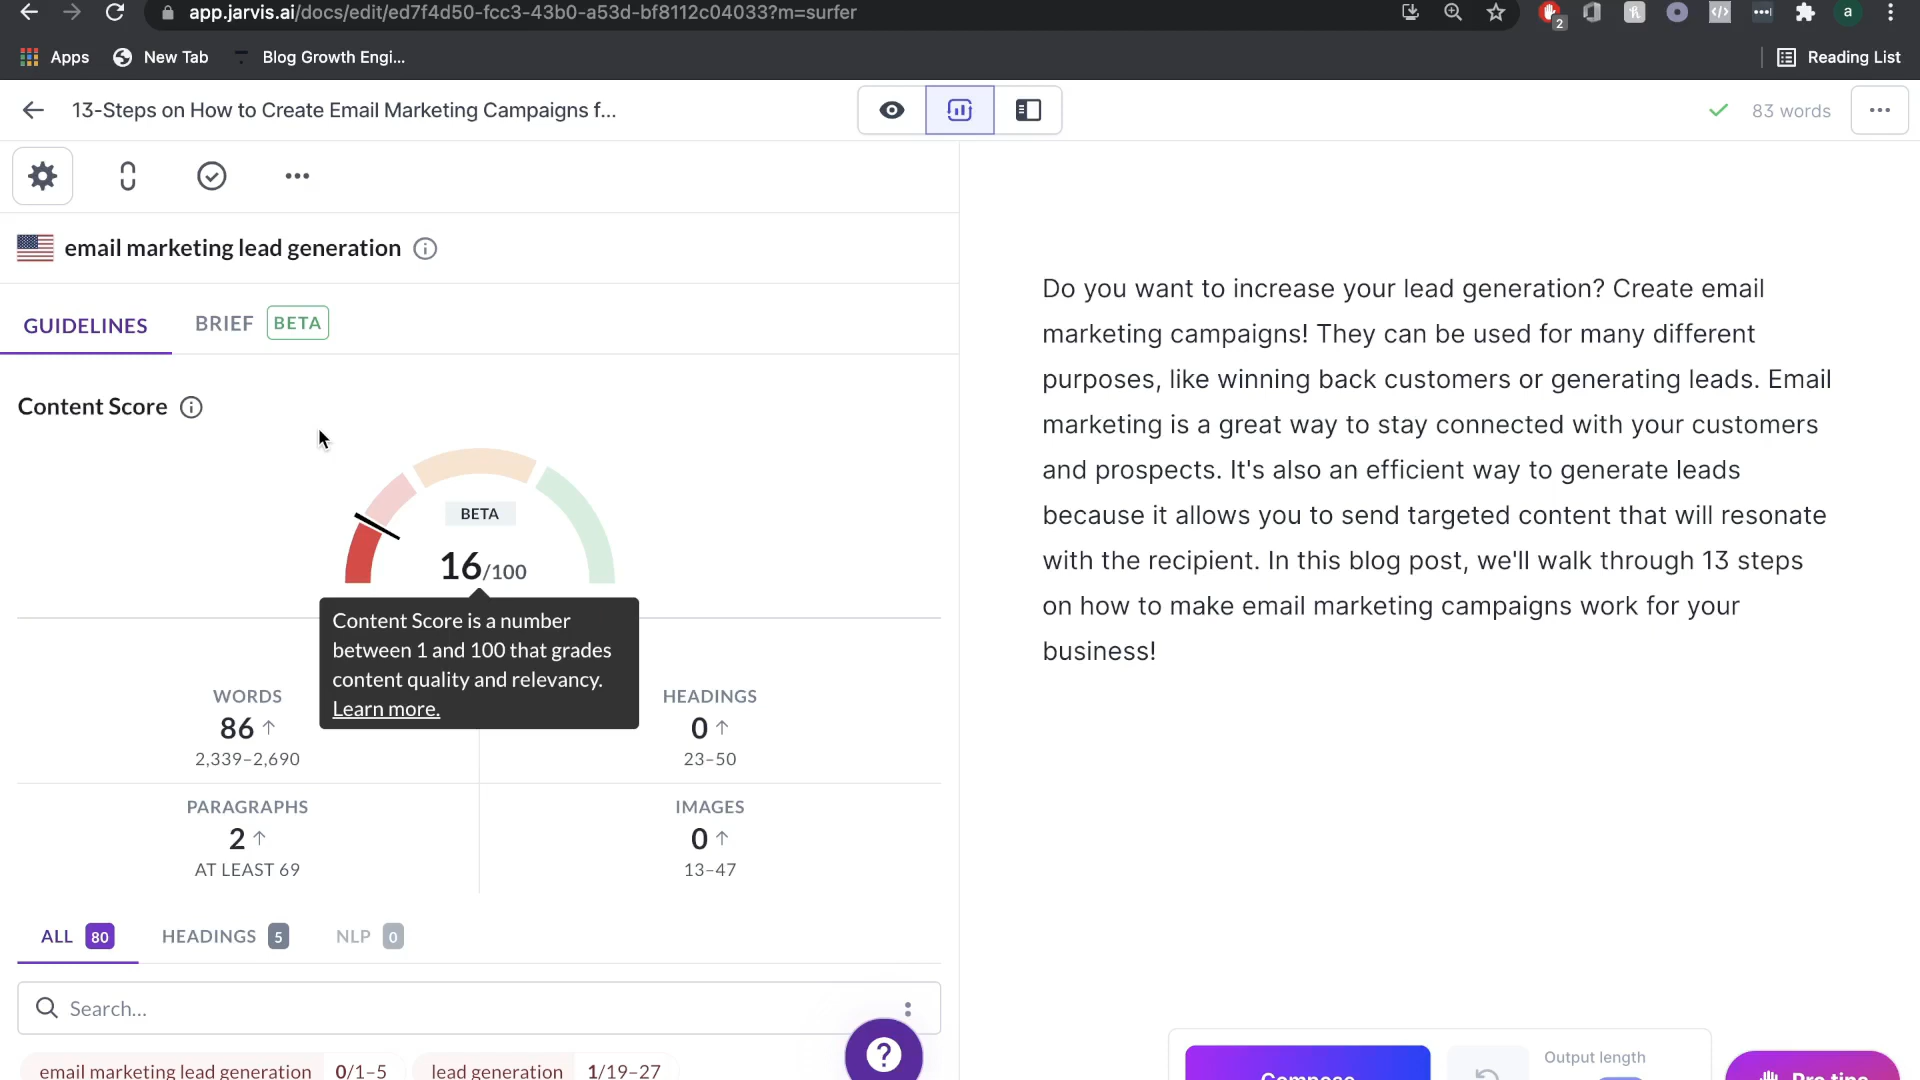 app.jarvis.ai/docs/edit/ed7f4d50-fcc3-43b0-a53d-bf8112c04033?m=surfer
2
a
Apps
New Tab
Blog Growth Engi...
Reading List
13-Steps on How to Create Email Marketing Campaigns f...
83 words
email marketing lead generation
GUIDELINES
BRIEF BETA
Content Score
BETA
16/100
Content Score is a number
between 1 and 100 that grades
content quality and relevancy.
Learn more.
WORDS
86 ↑
2,339–2,690
HEADINGS
0 ↑
23–50
PARAGRAPHS
2 ↑
AT LEAST 69
IMAGES
0 ↑
13–47
ALL 80
HEADINGS 5
NLP 0
Search...
email marketing lead generation 0/1–5
lead generation 1/19–27
Do you want to increase your lead generation? Create email
marketing campaigns! They can be used for many different
purposes, like winning back customers or generating leads. Email
marketing is a great way to stay connected with your customers
and prospects. It's also an efficient way to generate leads
because it allows you to send targeted content that will resonate
with the recipient. In this blog post, we'll walk through 13 steps
on how to make email marketing campaigns work for your
business!
Compose
Output length
Pro tips